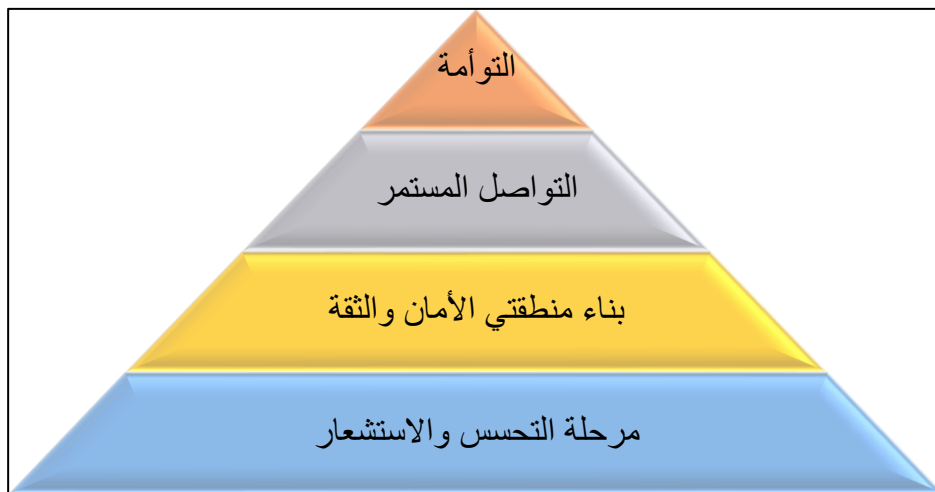 التوأمة
التواصل المستمر
بناء منطقتي الأمان والثقة
مرحلة التحسس والاستشعار